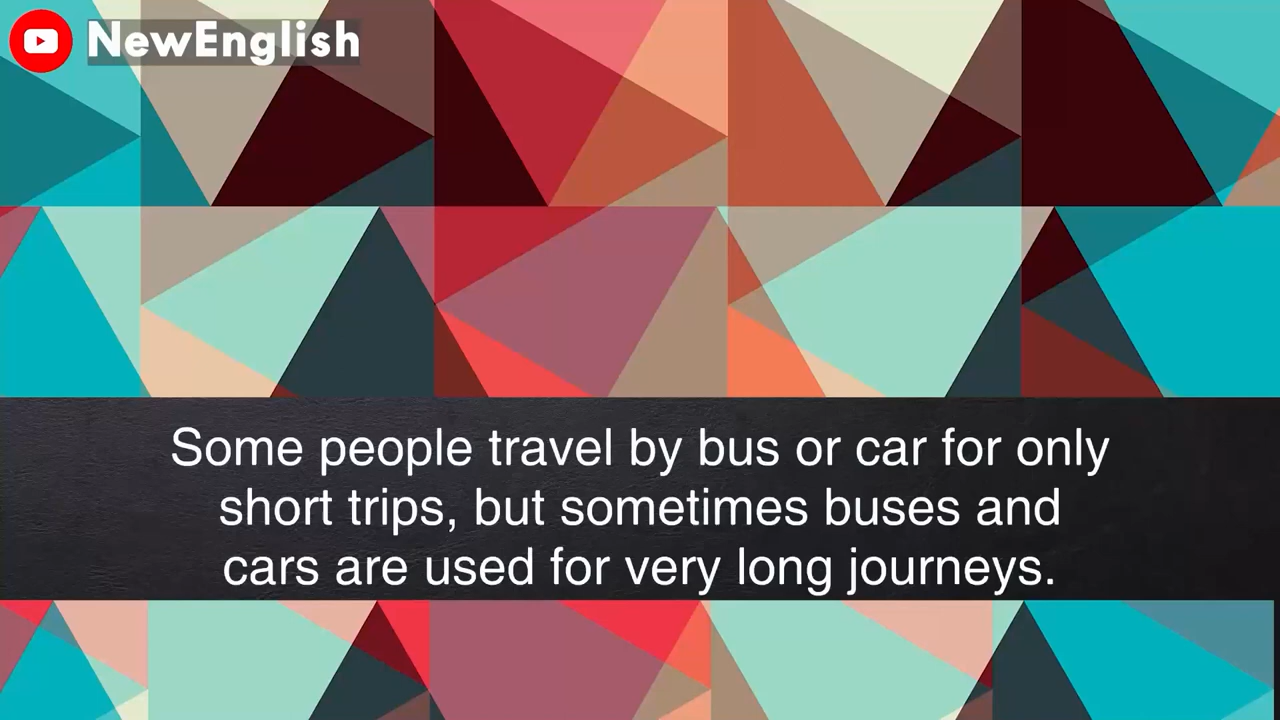 NewEnglish
Some people travel by bus or car for only
short trips, but sometimes buses and
cars are used for very long journeys.